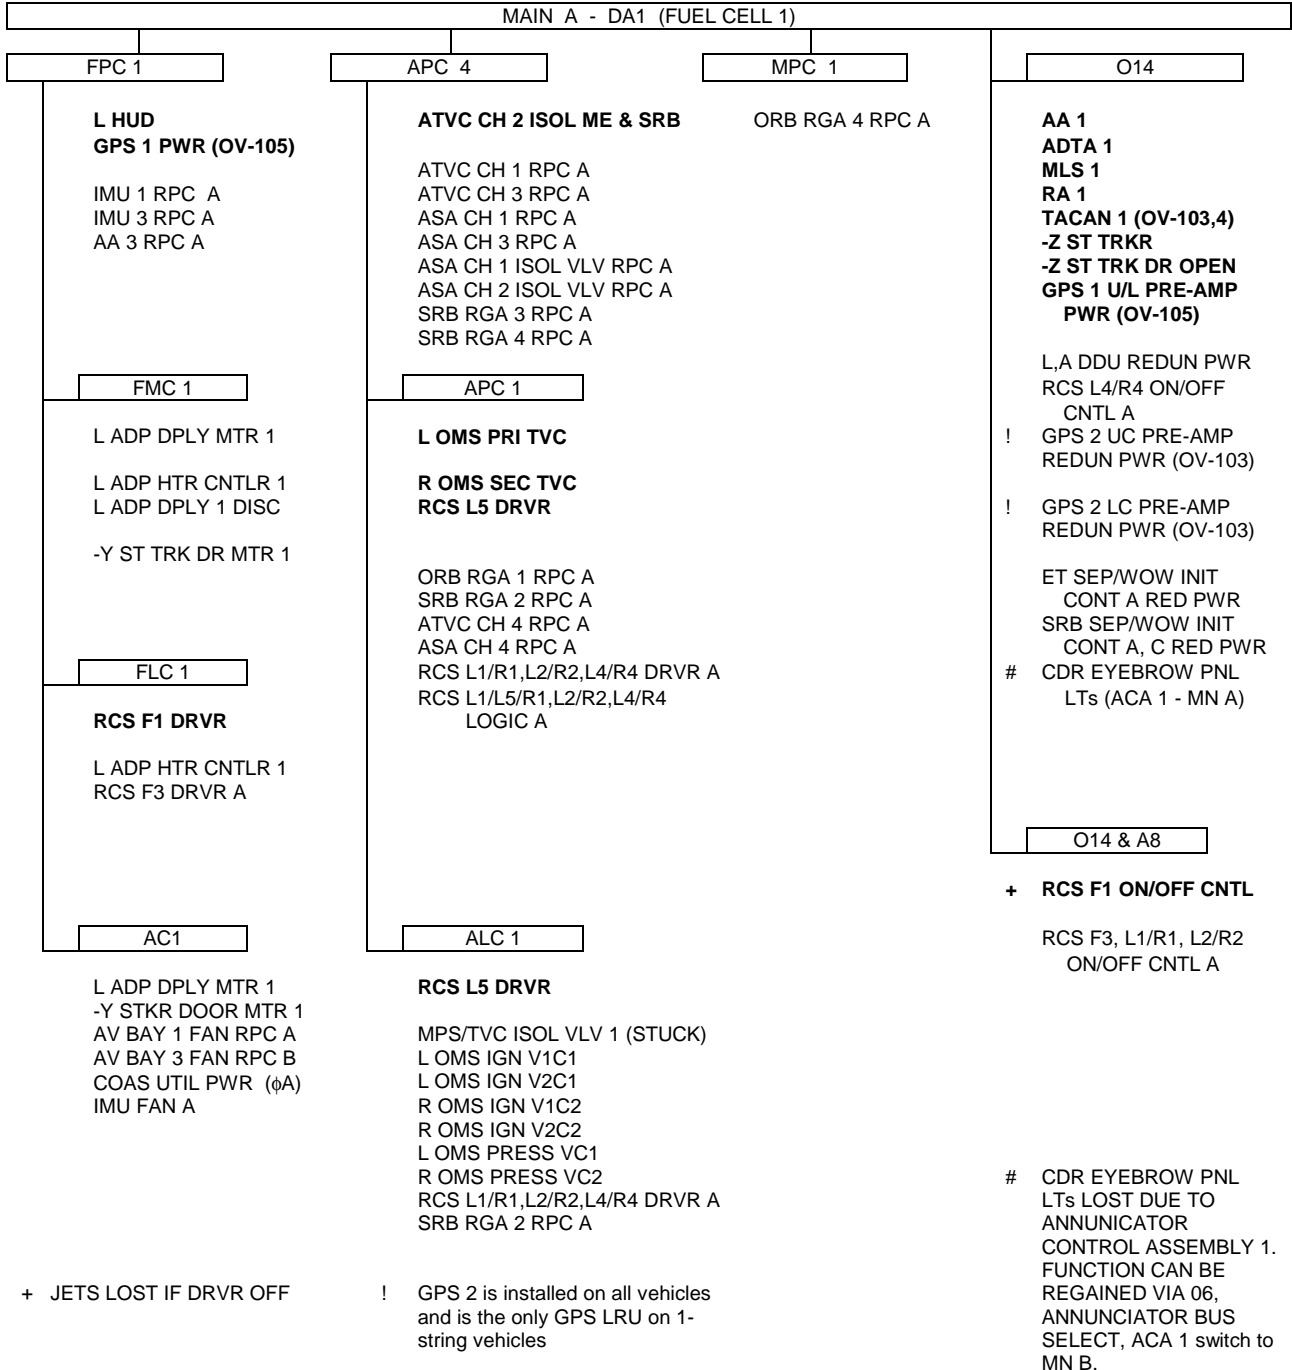 MAIN A - DA1 (FUEL CELL 1)
FPC 1
L HUD
GPS 1 PWR (OV-105)
IMU 1 RPC A
IMU 3 RPC A
AA 3 RPC A
FMC 1
L ADP DPLY MTR 1
L ADP HTR CNTLR 1
L ADP DPLY 1 DISC
-Y ST TRK DR MTR 1
FLC 1
RCS F1 DRVR
L ADP HTR CNTLR 1
RCS F3 DRVR A
AC1
L ADP DPLY MTR 1
-Y STKR DOOR MTR 1
AV BAY 1 FAN RPC A
AV BAY 3 FAN RPC B
COAS UTIL PWR (ϕA)
IMU FAN A
APC 4
ATVC CH 2 ISOL ME & SRB
ATVC CH 1 RPC A
ATVC CH 3 RPC A
ASA CH 1 RPC A
ASA CH 3 RPC A
ASA CH 1 ISOL VLV RPC A
ASA CH 2 ISOL VLV RPC A
SRB RGA 3 RPC A
SRB RGA 4 RPC A
APC 1
L OMS PRI TVC
R OMS SEC TVC
RCS L5 DRVR
ORB RGA 1 RPC A
SRB RGA 2 RPC A
ATVC CH 4 RPC A
ASA CH 4 RPC A
RCS L1/R1,L2/R2,L4/R4 DRVR A
RCS L1/L5/R1,L2/R2,L4/R4
LOGIC A
ALC 1
RCS L5 DRVR
MPS/TVC ISOL VLV 1 (STUCK)
L OMS IGN V1C1
L OMS IGN V2C1
R OMS IGN V1C2
R OMS IGN V2C2
L OMS PRESS VC1
R OMS PRESS VC2
RCS L1/R1,L2/R2,L4/R4 DRVR A
SRB RGA 2 RPC A
MPC 1
ORB RGA 4 RPC A
O14
AA 1
ADTA 1
MLS 1
RA 1
TACAN 1 (OV-103,4)
-Z ST TRKR
-Z ST TRK DR OPEN
GPS 1 U/L PRE-AMP
PWR (OV-105)
L,A DDU REDUN PWR
RCS L4/R4 ON/OFF
CNTL A
! GPS 2 UC PRE-AMP
REDUN PWR (OV-103)
! GPS 2 LC PRE-AMP
REDUN PWR (OV-103)
ET SEP/WOW INIT
CONT A RED PWR
SRB SEP/WOW INIT
CONT A, C RED PWR
# CDR EYEBROW PNL
LTs (ACA 1 - MN A)
O14 & A8
+ RCS F1 ON/OFF CNTL
RCS F3, L1/R1, L2/R2
ON/OFF CNTL A
# CDR EYEBROW PNL
LTs LOST DUE TO
ANNUNICATOR
CONTROL ASSEMBLY 1.
FUNCTION CAN BE
REGAINED VIA 06,
ANNUNCIATOR BUS
SELECT, ACA 1 switch to
MN B.
+ JETS LOST IF DRVR OFF
! GPS 2 is installed on all vehicles
and is the only GPS LRU on 1-
string vehicles